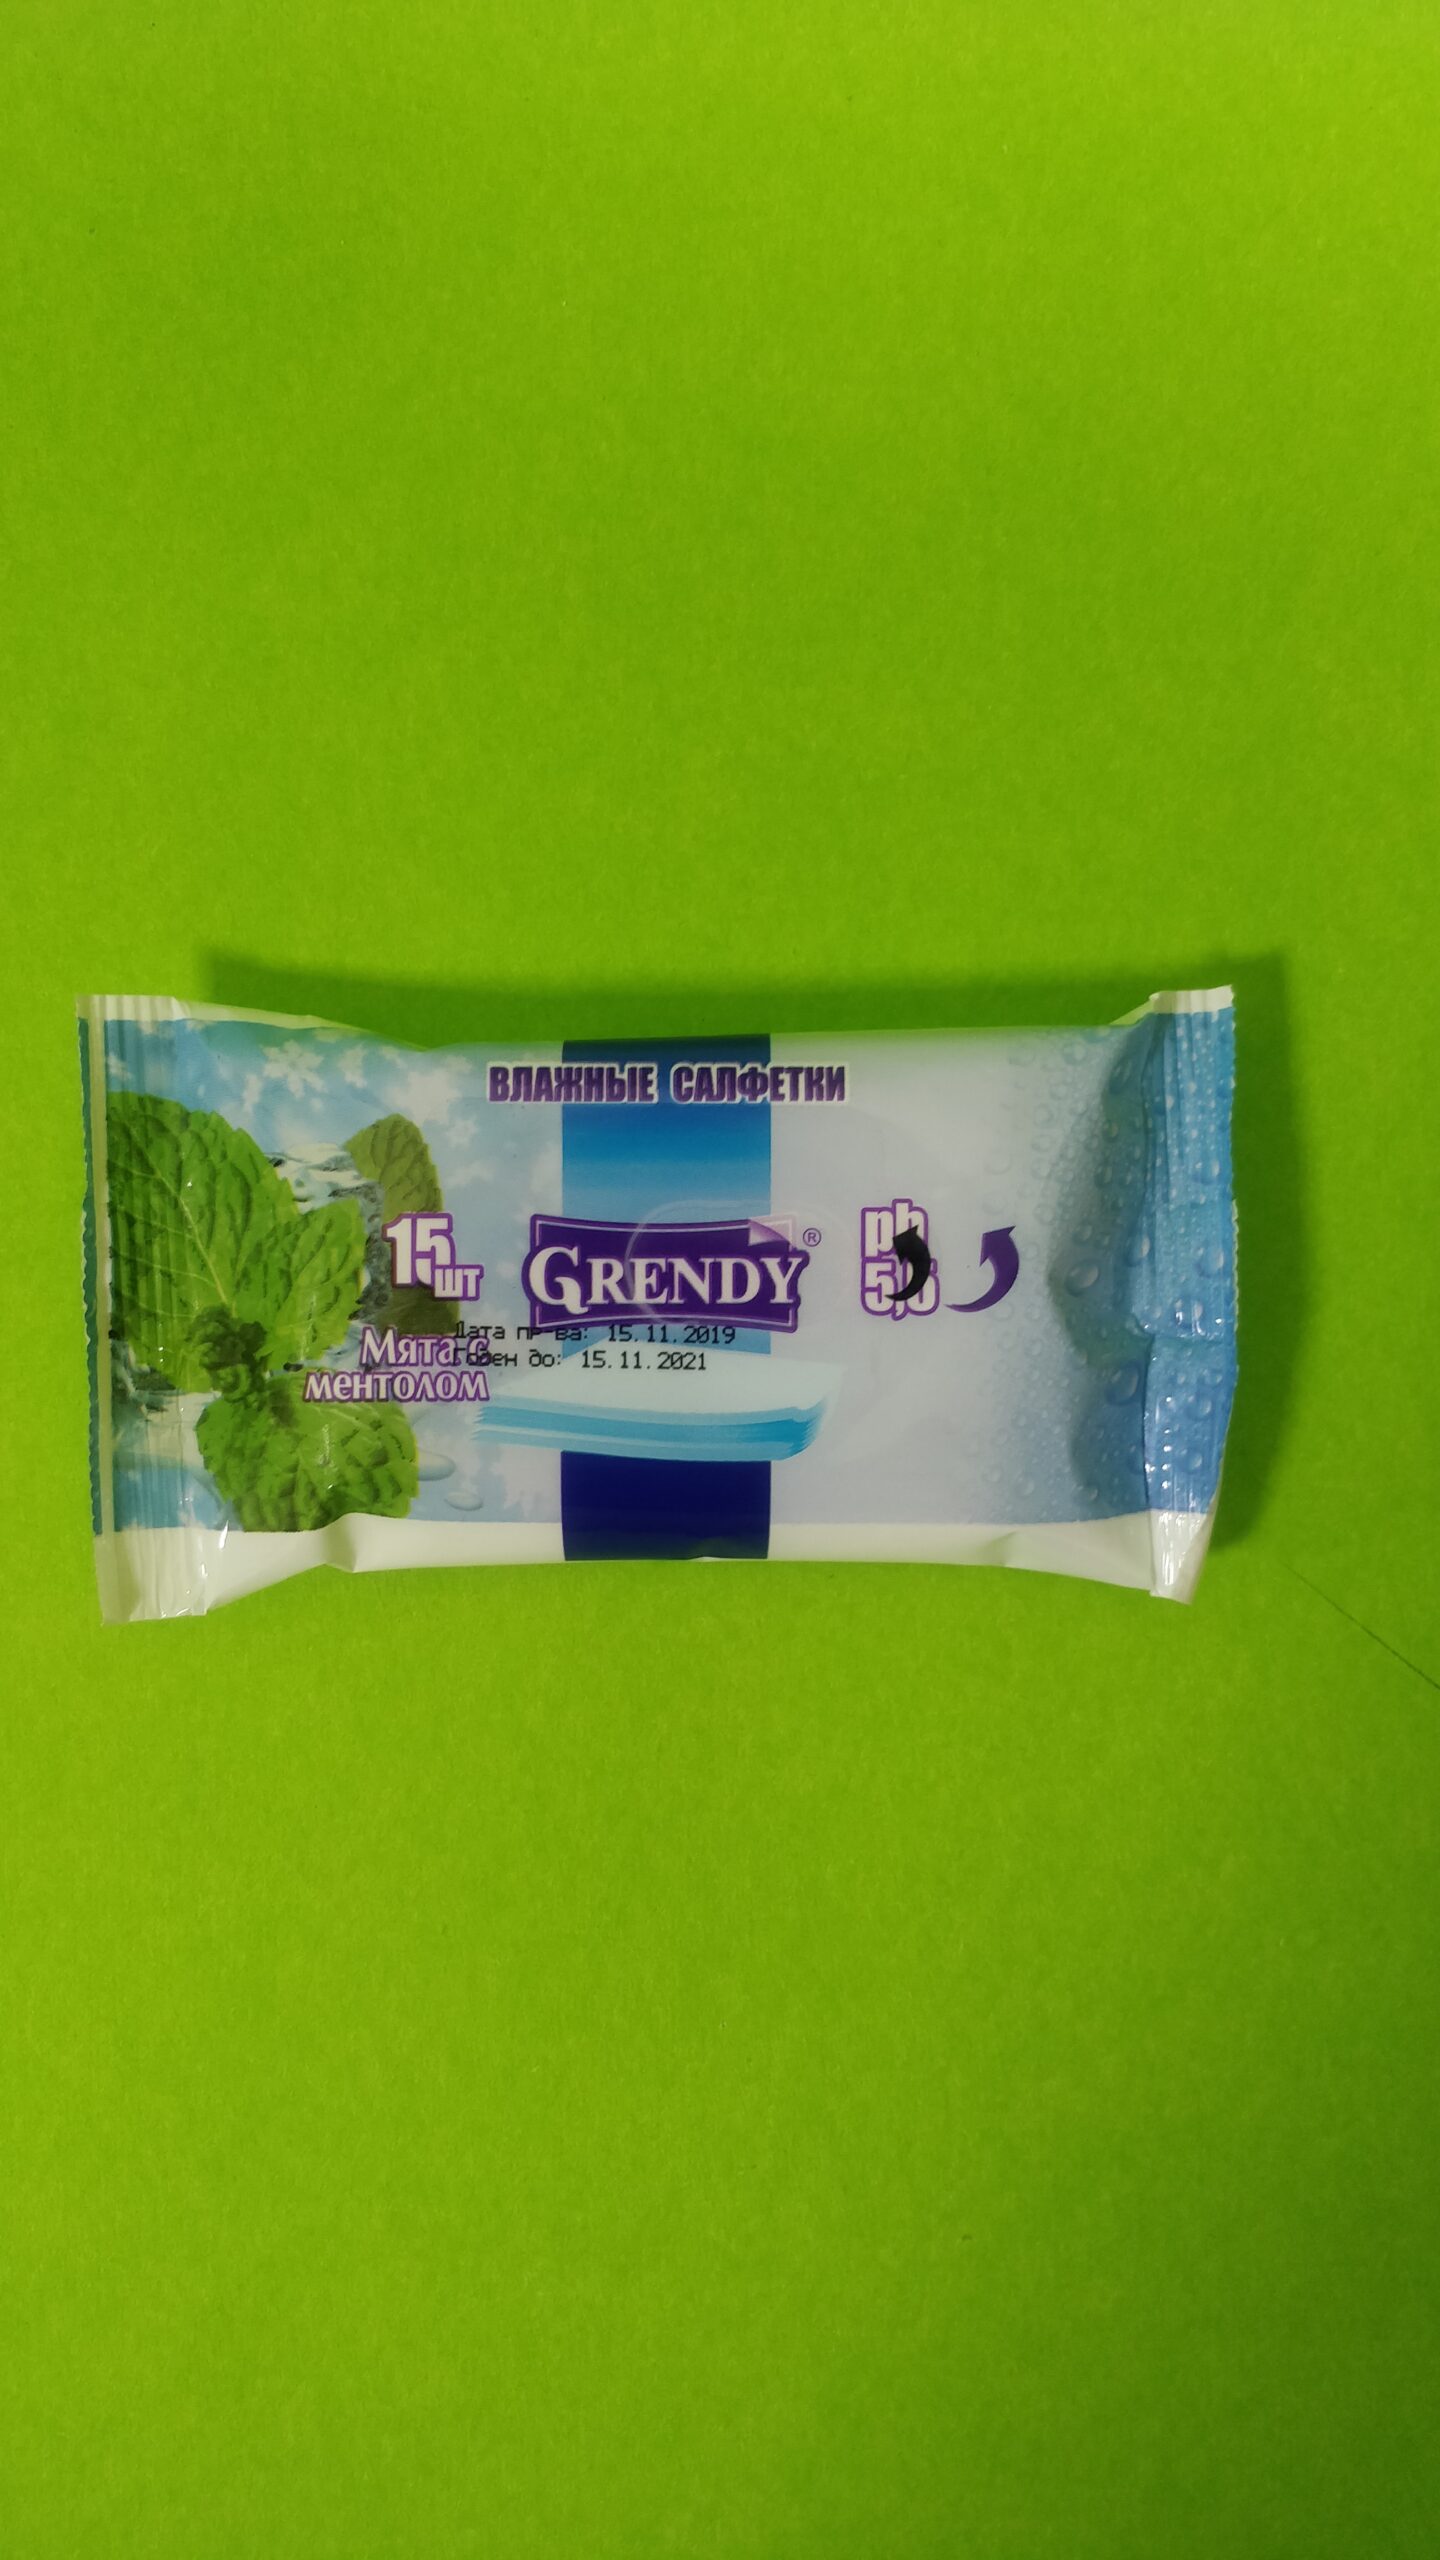 ВЛАЖНЫЕ САЛФЕТКИ
15 шт
GRENDY ®
ph
5,5
Мята с
ментолом
Дата пр-ва: 15.11.2019
Годен до: 15.11.2021